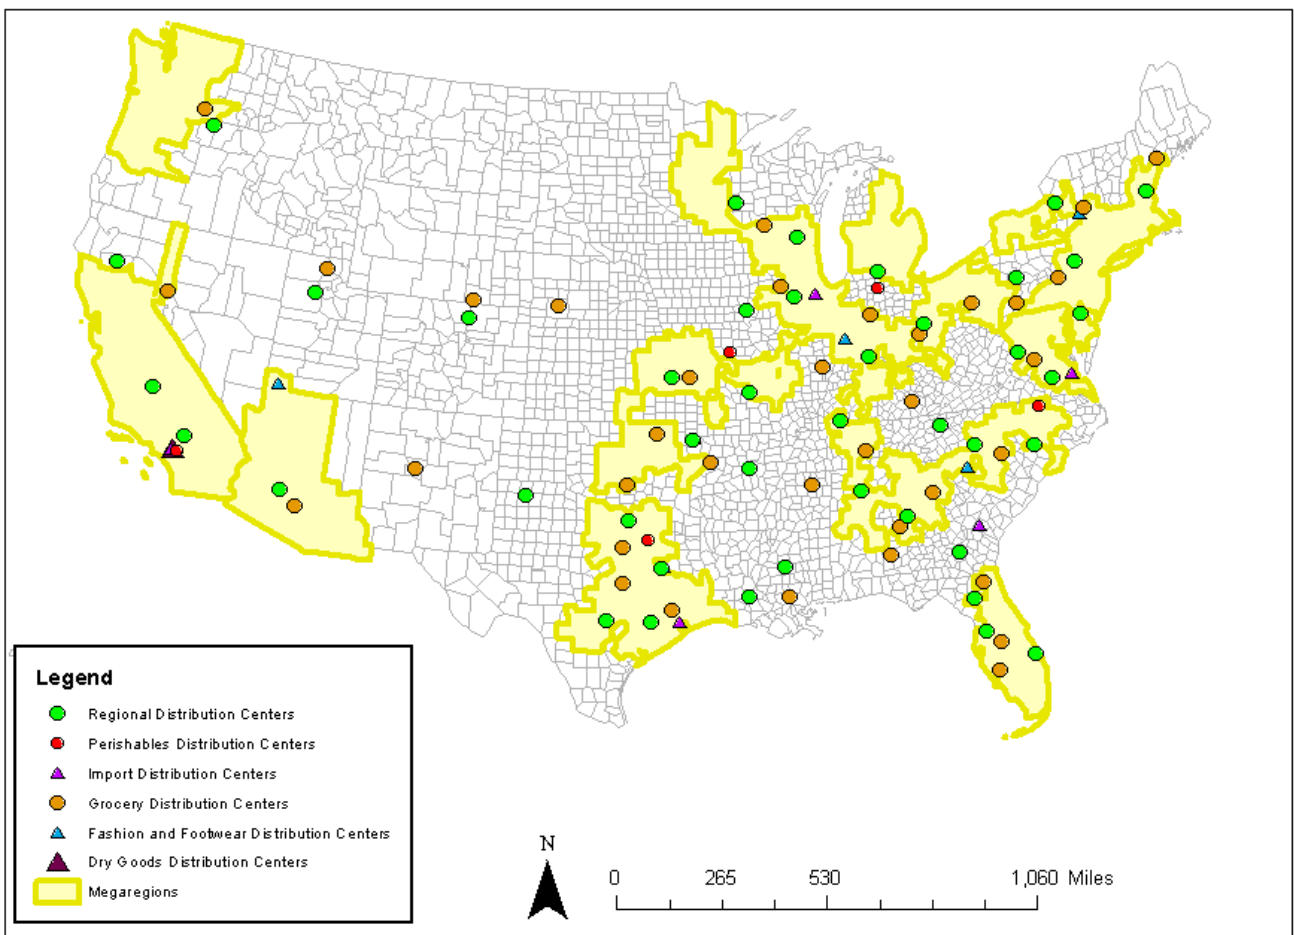 Legend
Regional Distribution Centers
Perishables Distribution Centers
Import Distribution Centers
Grocery Distribution Centers
Fashion and Footwear Distribution Centers
Dry Goods Distribution Centers
Megaregions
N
0 265 530 1,060 Miles